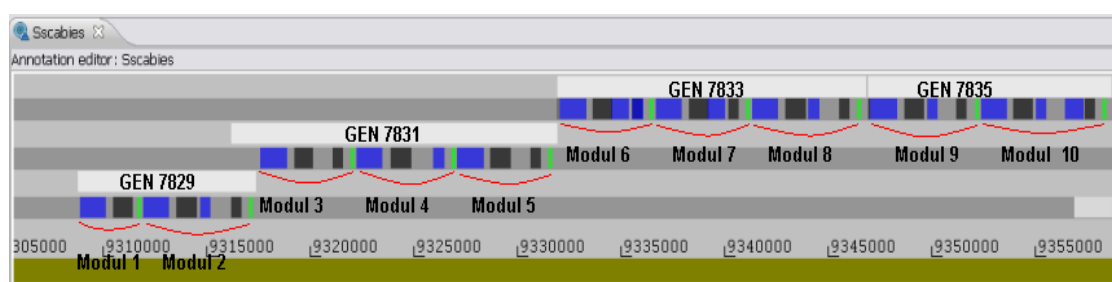 Sscabies
Annotation editor: Sscabies
GEN 7833 GEN 7835
GEN 7831
Modul 6 Modul 7 Modul 8 Modul 9 Modul 10
GEN 7829
Modul 3 Modul 4 Modul 5
305000 9310000 9315000 9320000 9325000 9330000 9335000 9340000 9345000 9350000 9355000
Modul 1 Modul 2